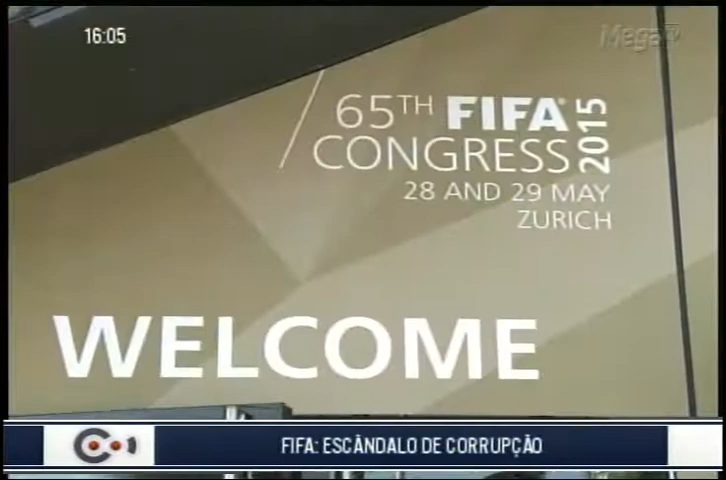 16:05
Mega
65TH FIFA®
CONGRESS 2015
28 AND 29 MAY
ZURICH
WELCOME
FIFA: ESCÂNDALO DE CORRUPÇÃO